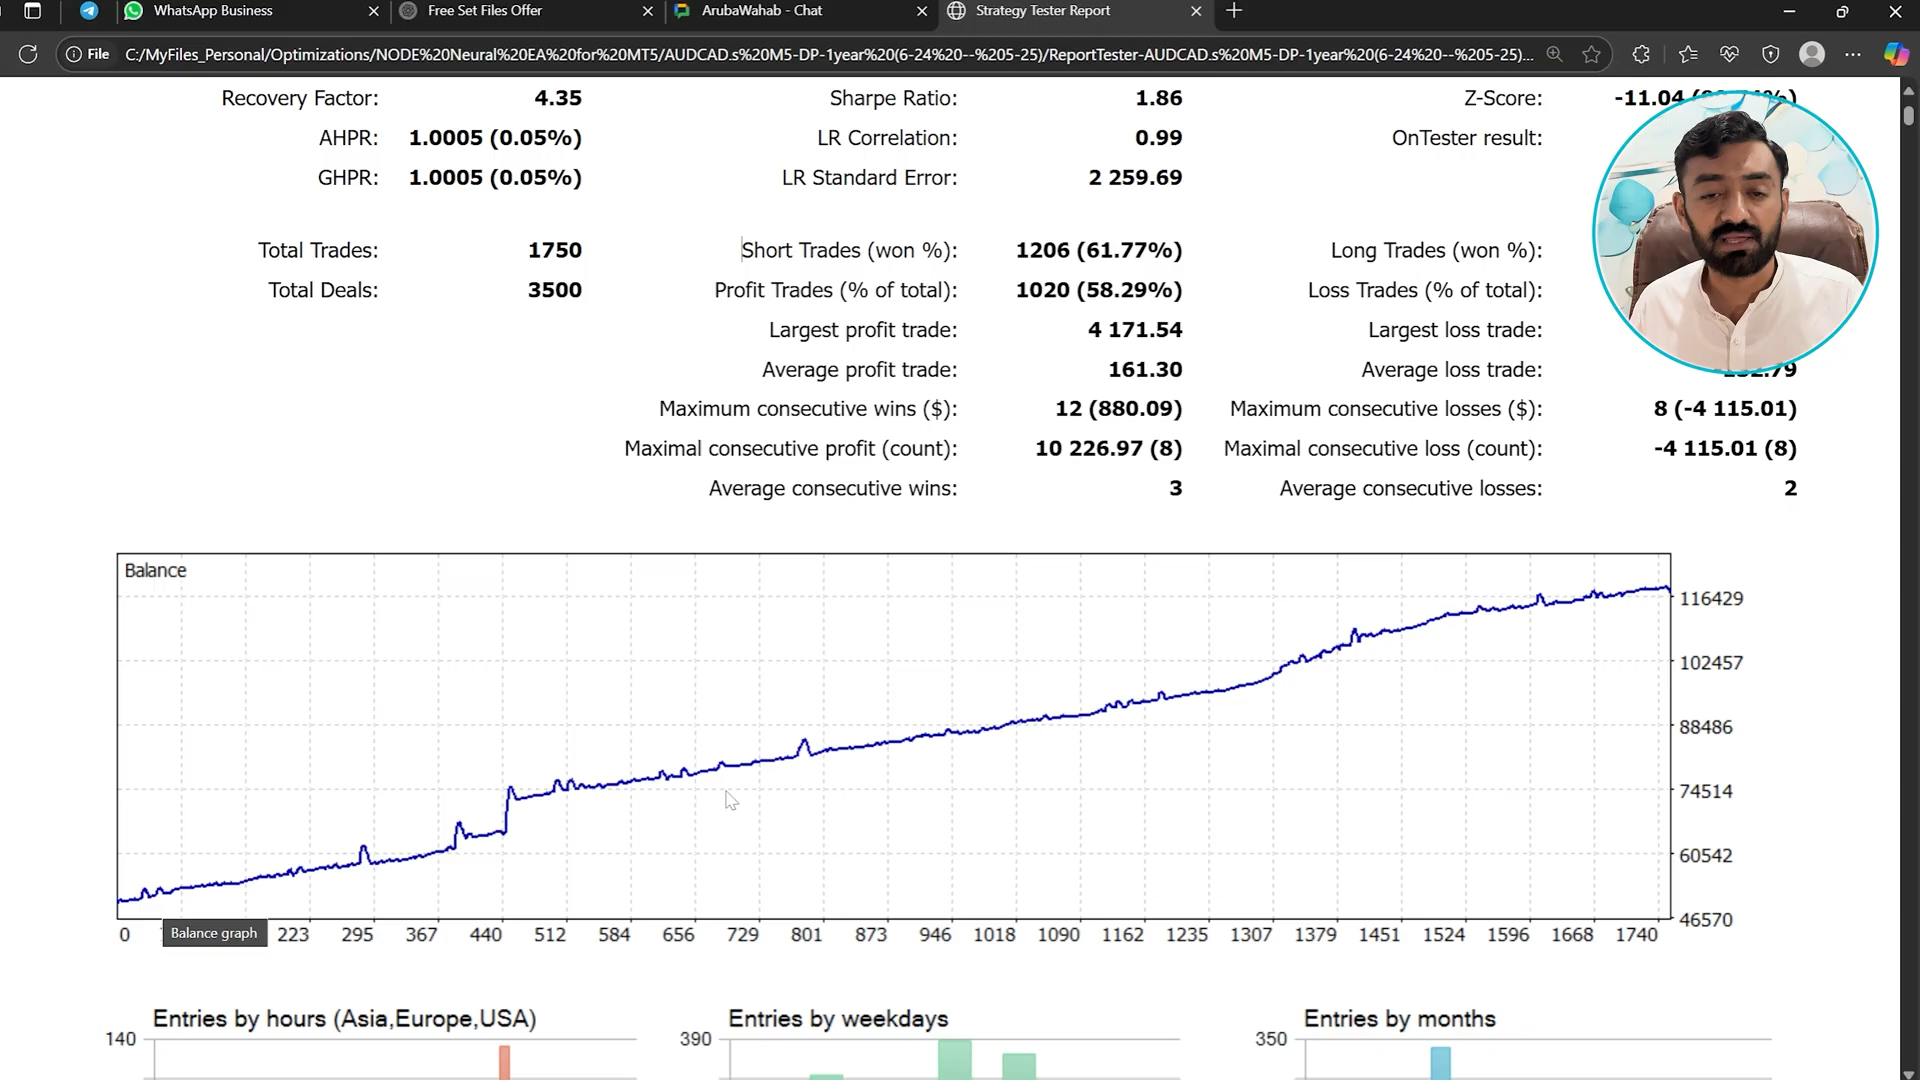 WhatsApp Business
Free Set Files Offer
ArubaWahab - Chat
Strategy Tester Report
File C:/MyFiles_Personal/Optimizations/NODE%20Neural%20EA%20for%20MT5/AUDCAD.s%20M5-DP-1year%20(6-24%20--%205-25)/ReportTester-AUDCAD.s%20M5-DP-1year%20(6-24%20--%205-25)...
Recovery Factor: 4.35 Sharpe Ratio: 1.86 Z-Score: -11.04
AHPR: 1.0005 (0.05%) LR Correlation: 0.99 OnTester result:
GHPR: 1.0005 (0.05%) LR Standard Error: 2 259.69
Total Trades: 1750 Short Trades (won %): 1206 (61.77%) Long Trades (won %):
Total Deals: 3500 Profit Trades (% of total): 1020 (58.29%) Loss Trades (% of total):
Largest profit trade: 4 171.54 Largest loss trade:
Average profit trade: 161.30 Average loss trade:
Maximum consecutive wins ($): 12 (880.09) Maximum consecutive losses ($): 8 (-4 115.01)
Maximal consecutive profit (count): 10 226.97 (8) Maximal consecutive loss (count): -4 115.01 (8)
Average consecutive wins: 3 Average consecutive losses: 2
Balance
116429
102457
88486
74514
60542
46570
0 223 295 367 440 512 584 656 729 801 873 946 1018 1090 1162 1235 1307 1379 1451 1524 1596 1668 1740
Balance graph
Entries by hours (Asia,Europe,USA) Entries by weekdays Entries by months
140 390 350